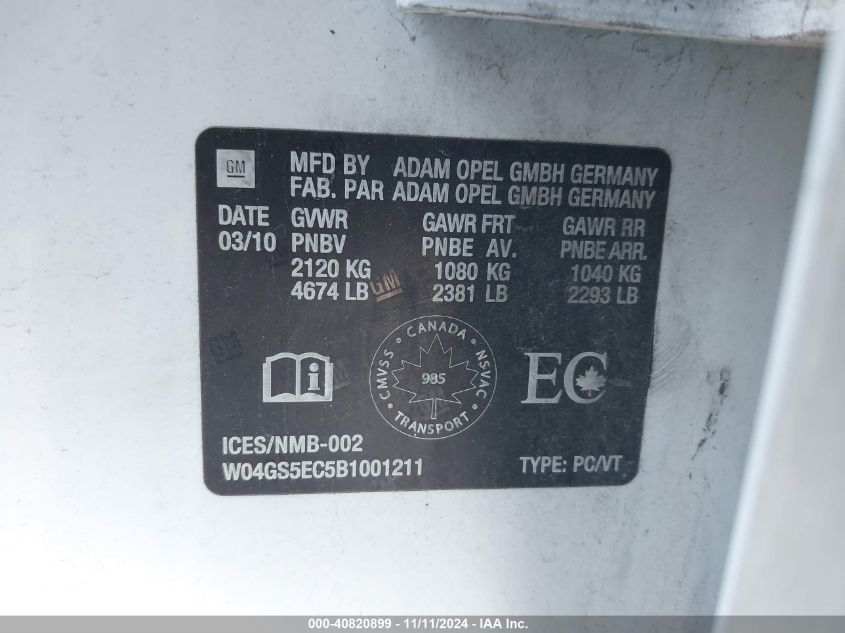 GM
MFD BY ADAM OPEL GMBH GERMANY
FAB. PAR ADAM OPEL GMBH GERMANY
DATE GVWR GAWR FRT GAWR RR
03/10 PNBV PNBE AV. PNBE ARR.
2120 KG 1080 KG 1040 KG
4674 LB 2381 LB 2293 LB
GM
GM
CANADA
CMVSS NSVAC
985
TRANSPORT
i
EC
ICES/NMB-002
W04GS5EC5B1001211 TYPE: PC/VT
000-40820899 - 11/11/2024 - IAA Inc.